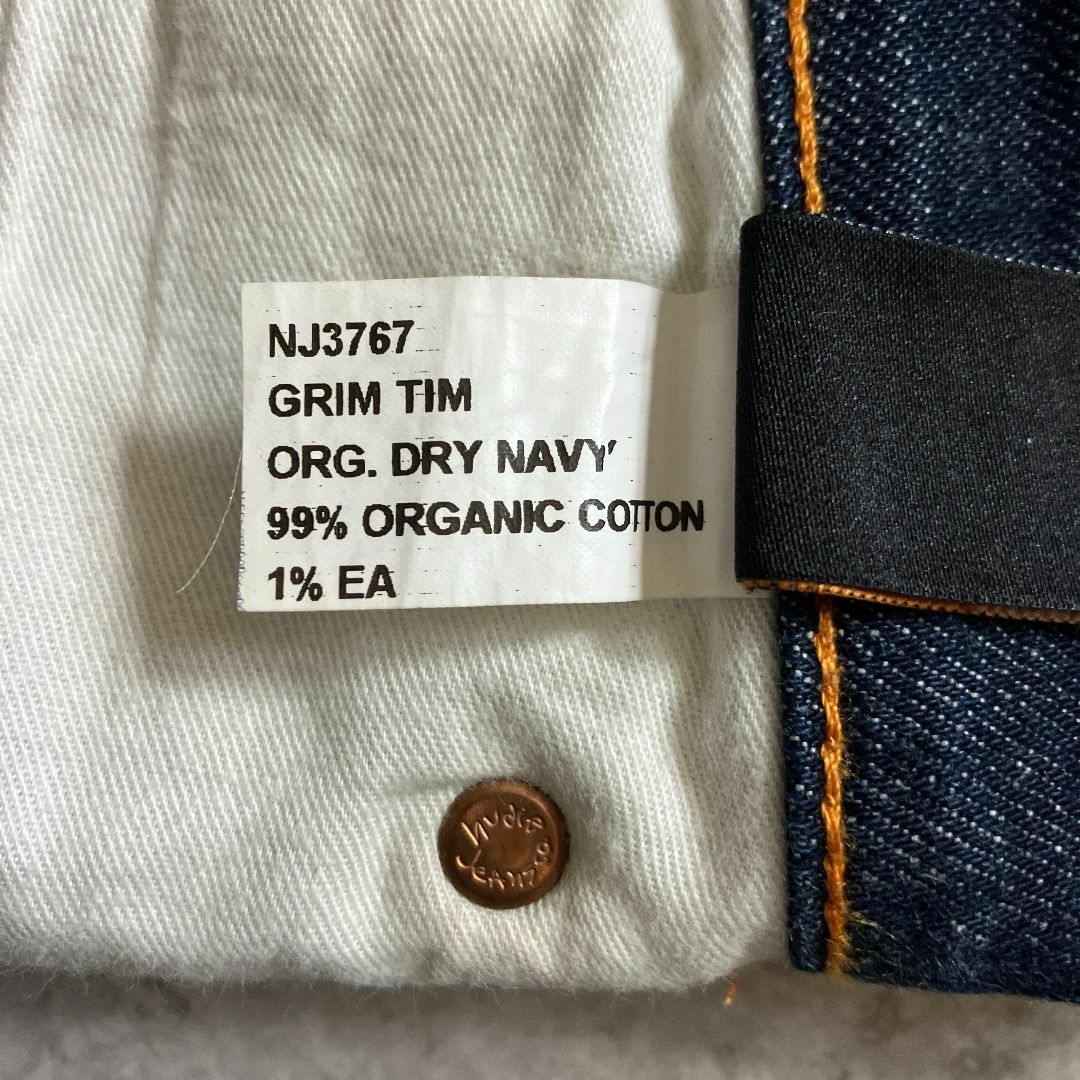 NJ3767
GRIM TIM
ORG. DRY NAVY
99% ORGANIC COTTON
1% EA
nudie
Jeans co